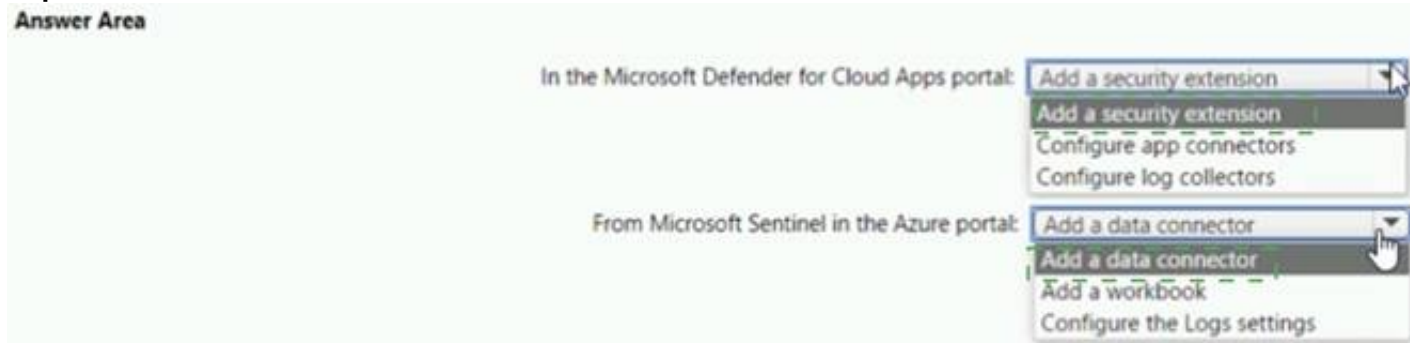 Answer Area
In the Microsoft Defender for Cloud Apps portal: Add a security extension
Add a security extension
Configure app connectors
Configure log collectors
From Microsoft Sentinel in the Azure portal: Add a data connector
Add a data connector
Add a workbook
Configure the Logs settings